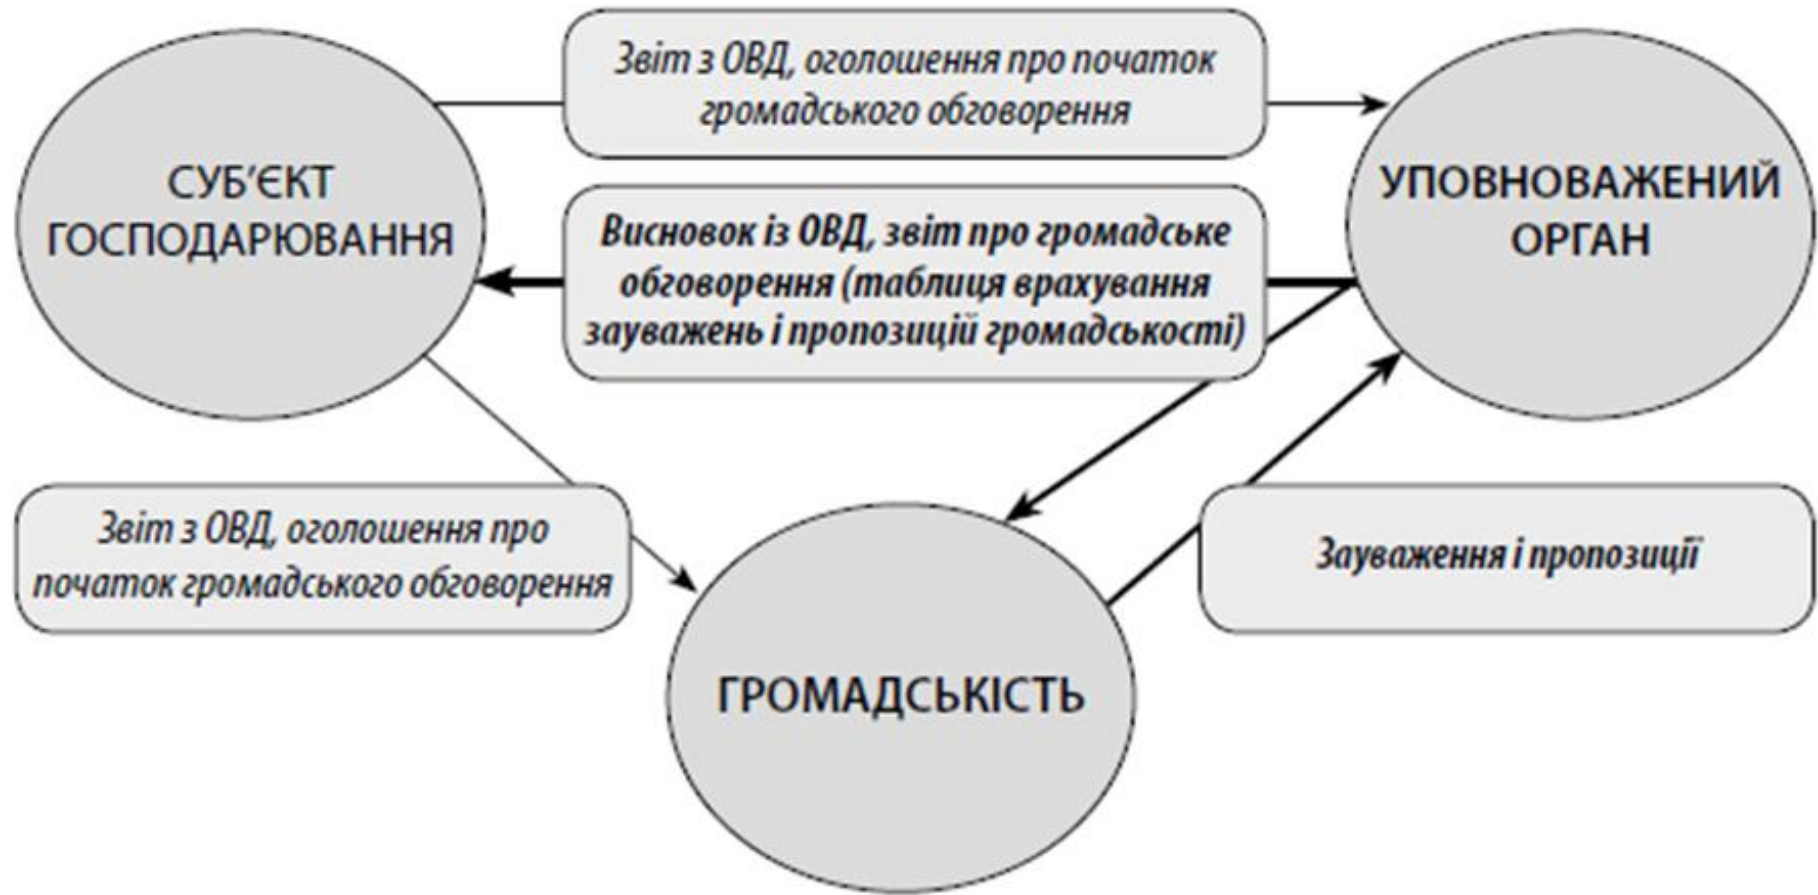 Звіт з ОВД, оголошення про початок
громадського обговорення
СУБ’ЄКТ
ГОСПОДАРЮВАННЯ
УПОВНОВАЖЕНИЙ
ОРГАН
Висновок із ОВД, звіт про громадське
обговорення (таблиця врахування
зауважень і пропозицій громадськості)
Звіт з ОВД, оголошення про
початок громадського обговорення
Зауваження і пропозиції
ГРОМАДСЬКІСТЬ